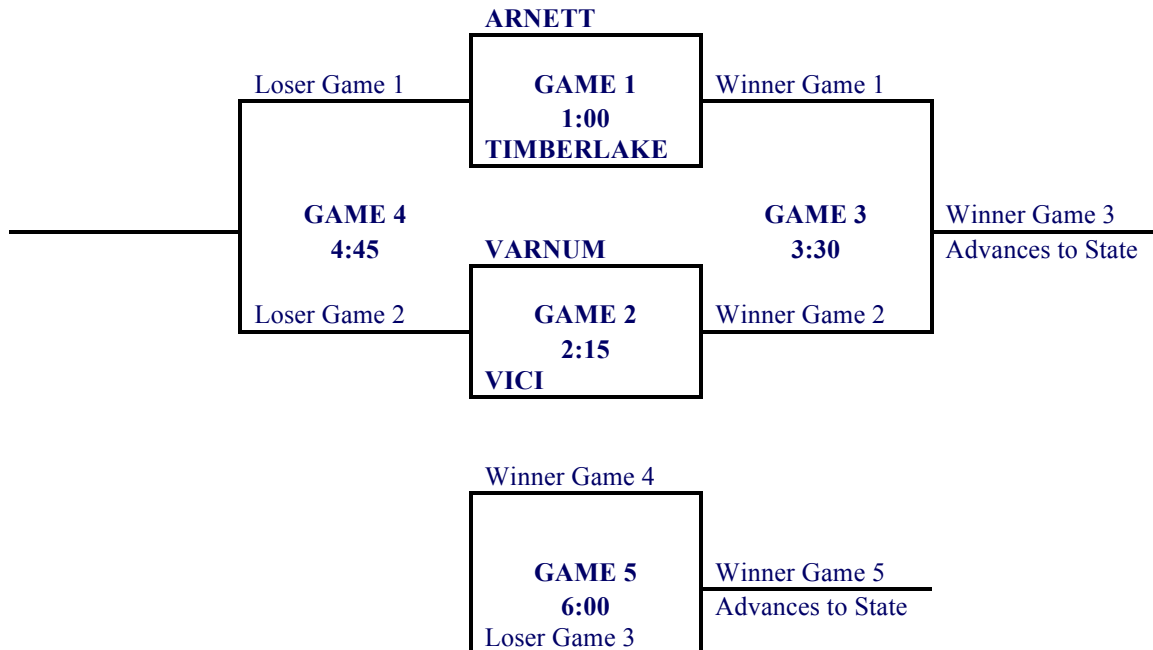 ARNETT
Loser Game 1
GAME 1
Winner Game 1
1:00
TIMBERLAKE
GAME 4
GAME 3
Winner Game 3
4:45
VARNUM
3:30
Advances to State
Loser Game 2
GAME 2
Winner Game 2
2:15
VICI
Winner Game 4
GAME 5
Winner Game 5
6:00
Advances to State
Loser Game 3